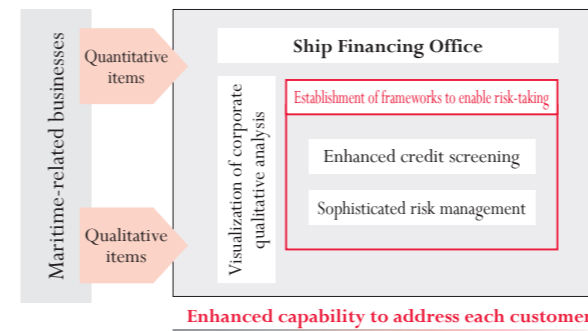 Maritime-related businesses
Quantitative
items
Qualitative
items
Ship Financing Office
Visualization of corporate
qualitative analysis
Establishment of frameworks to enable risk-taking
Enhanced credit screening
Sophisticated risk management
Enhanced capability to address each customer